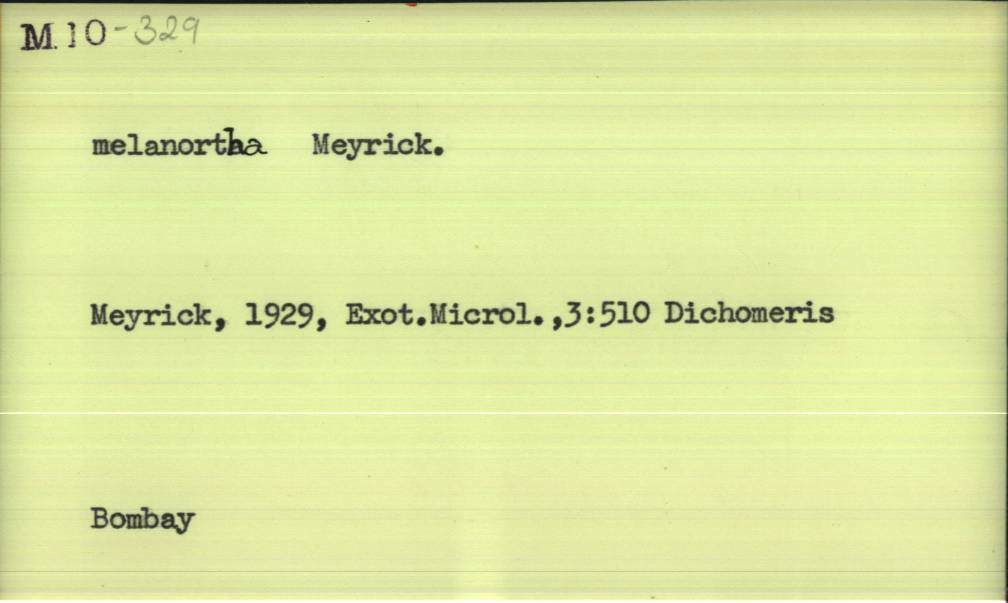 M.10-329
melanortha Meyrick.
Meyrick, 1929, Exot.Microl.,3:510 Dichomeris
Bombay